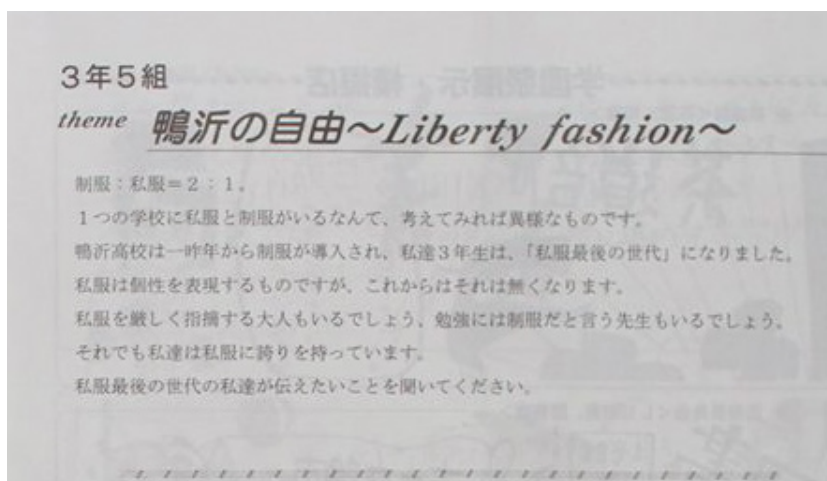 3年5組
theme 鴨沂の自由～Liberty fashion～
制服：私服＝2：1。
1つの学校に私服と制服がいるなんて、考えてみれば異様なものです。
鴨沂高校は一昨年から制服が導入され、私達3年生は、「私服最後の世代」になりました。
私服は個性を表現するものですが、これからはそれは無くなります。
私服を厳しく指摘する大人もいるでしょう、勉強には制服だと言う先生もいるでしょう、
それでも私達は私服に誇りを持っています。
私服最後の世代の私達が伝えたいことを聞いてください。